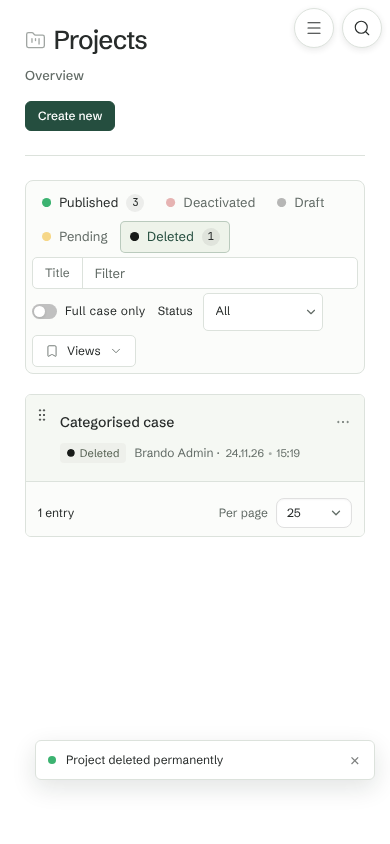 Projects
Overview
Create new
Published 3 Deactivated Draft
Pending Deleted 1
Title Filter
Full case only Status All
Views
Categorised case
Deleted Brando Admin · 24.11.26 • 15:19
1 entry Per page 25
Project deleted permanently